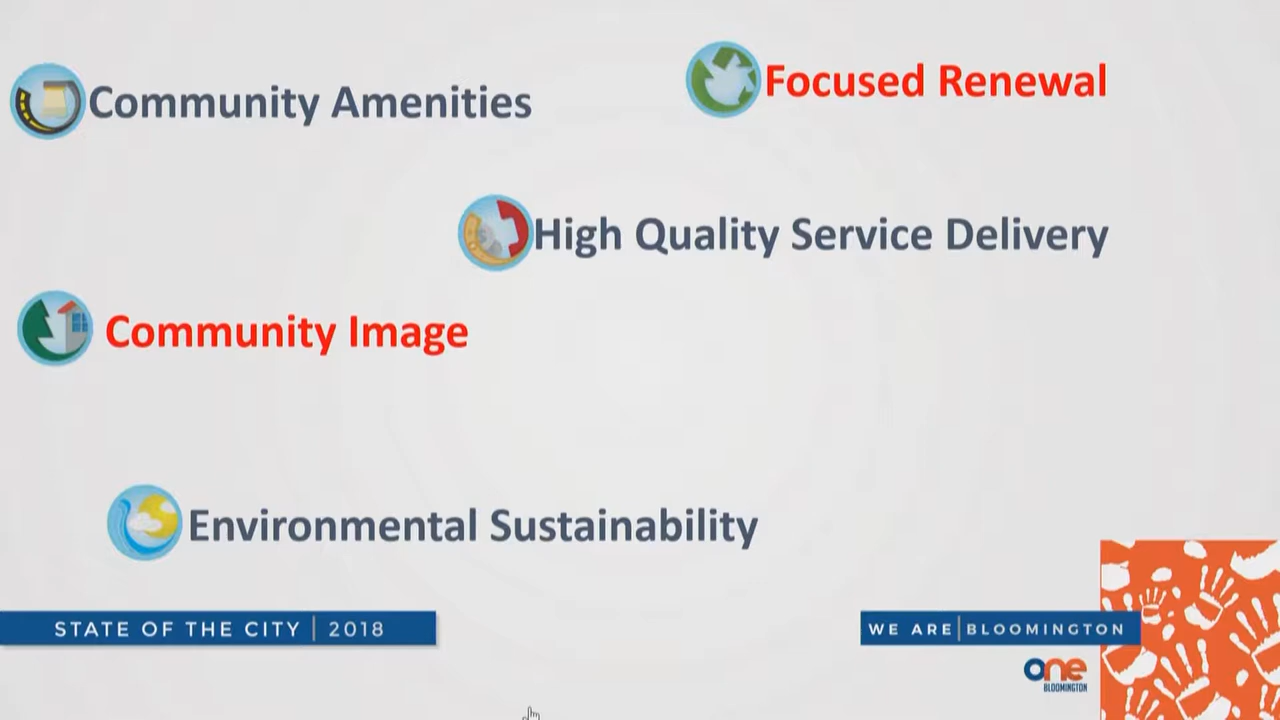 Community Amenities
Focused Renewal
High Quality Service Delivery
Community Image
Environmental Sustainability
STATE OF THE CITY | 2018
WE ARE | BLOOMINGTON
one
BLOOMINGTON